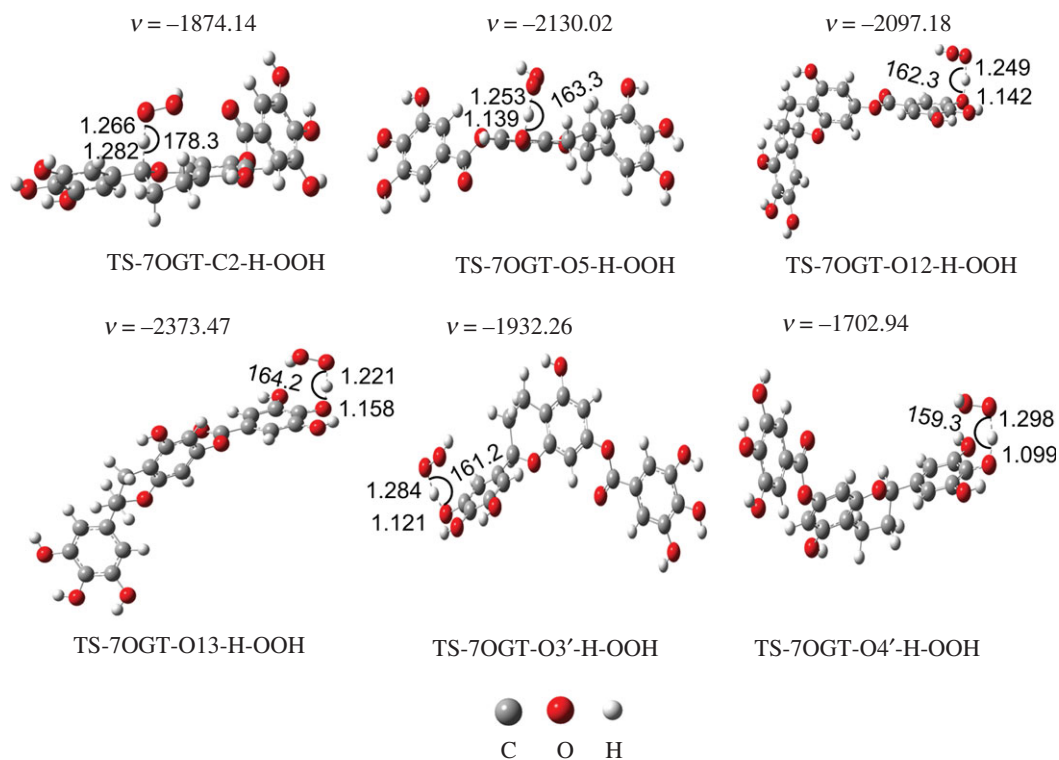 ν = –1874.14
ν = –2130.02
ν = –2097.18
1.266
1.282
178.3
1.253
1.139
163.3
162.3
1.249
1.142
TS-7OGT-C2-H-OOH
TS-7OGT-O5-H-OOH
TS-7OGT-O12-H-OOH
ν = –2373.47
ν = –1932.26
ν = –1702.94
164.2
1.221
1.158
161.2
1.284
1.121
159.3
1.298
1.099
TS-7OGT-O13-H-OOH
TS-7OGT-O3′-H-OOH
TS-7OGT-O4′-H-OOH
C O H